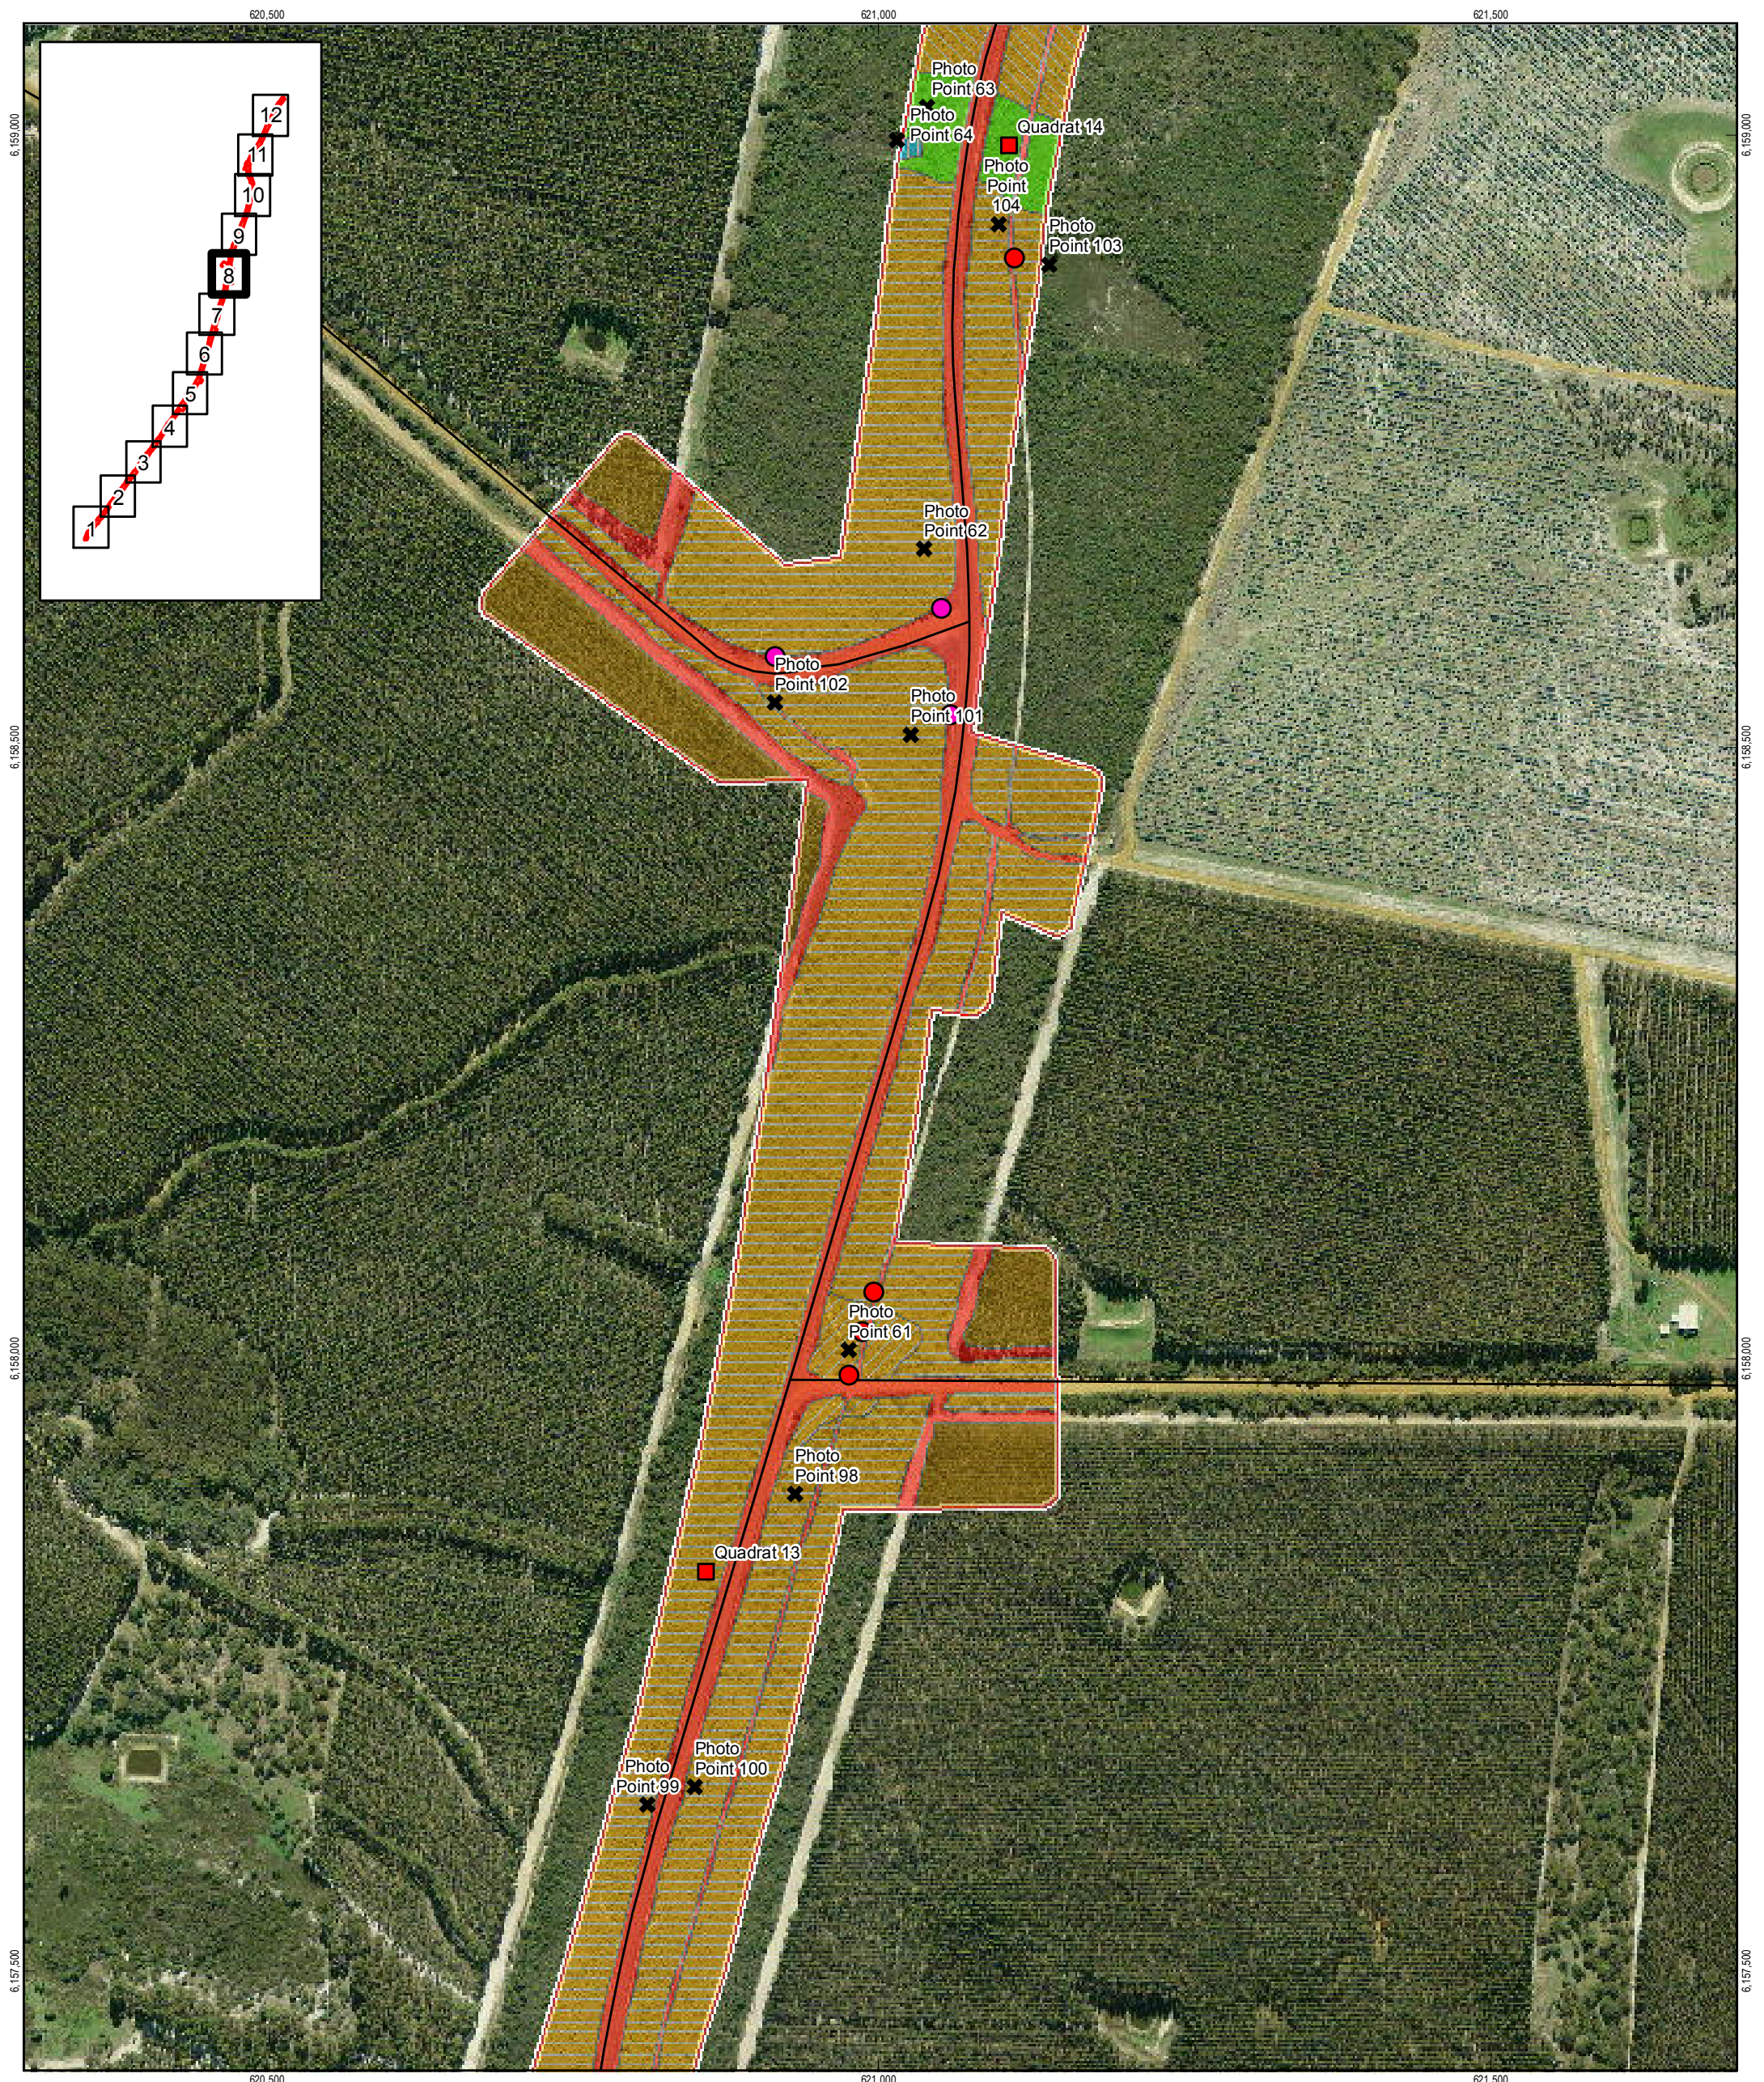 620,500
621,000
621,500
12
11
10
9
8
7
6
5
4
3
2
1
Photo
Point 63
Photo
Point 64
Quadrat 14
Photo
Point
104
Photo
Point 103
6,159,000
6,159,000
Photo
Point 62
Photo
Point 102
Photo
Point 101
6,158,500
6,158,500
Photo
Point 61
6,158,000
6,158,000
Photo
Point 98
Quadrat 13
Photo
Point 100
Photo
Point 99
6,157,500
6,157,500
620,500
621,000
621,500